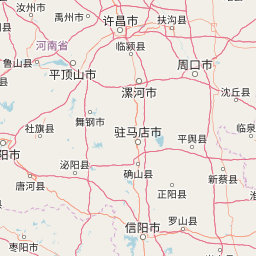 汝州市
禹州市
许昌市
扶沟县
河南省
临颍县
鲁山县
平顶山市
周口市
漯河市
沈丘县
舞钢市
社旗县
驻马店市
平舆县
临泉
阳市
泌阳县
确山县
新蔡县
唐河县
正阳县
信阳市
罗山县
枣阳市